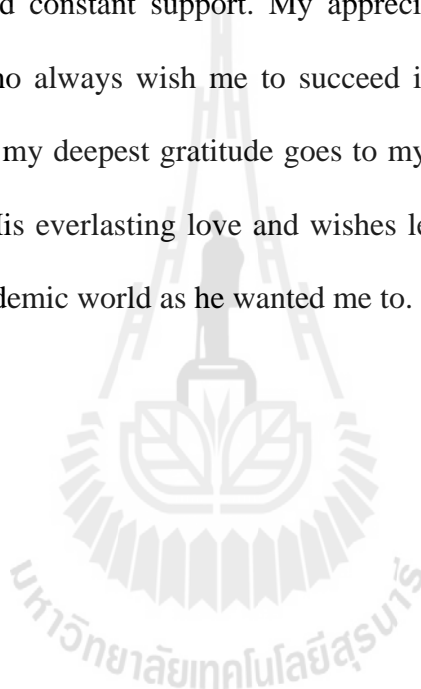 d constant support. My appreci
no always wish me to succeed i
my deepest gratitude goes to my
His everlasting love and wishes le
demic world as he wanted me to.
มหาวิทยาลัยเทคโนโลยีสุรนารี